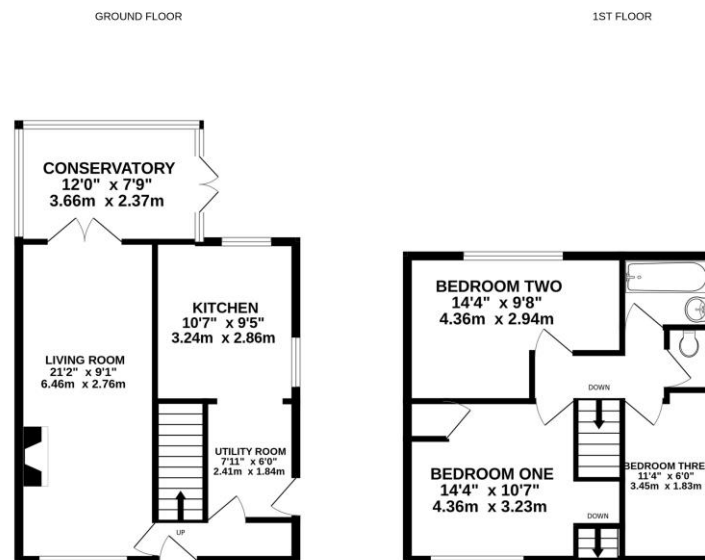 GROUND FLOOR
1ST FLOOR
CONSERVATORY
12'0" x 7'9"
3.66m x 2.37m
KITCHEN
10'7" x 9'5"
3.24m x 2.86m
LIVING ROOM
21'2" x 9'1"
6.46m x 2.76m
UTILITY ROOM
7'11" x 6'0"
2.41m x 1.84m
UP
BEDROOM TWO
14'4" x 9'8"
4.36m x 2.94m
DOWN
BEDROOM ONE
14'4" x 10'7"
4.36m x 3.23m
BEDROOM THRE
11'4" x 6'0"
3.45m x 1.83m
DOWN